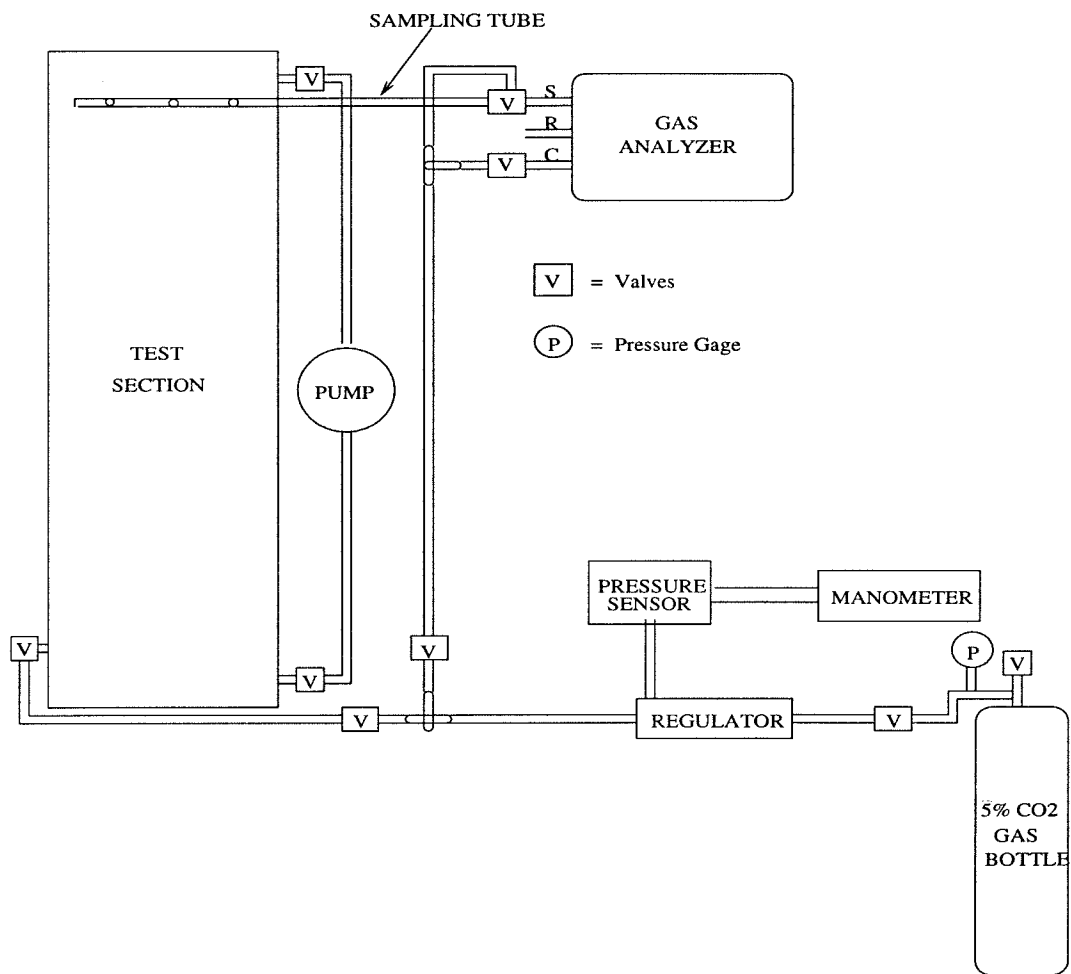 SAMPLING TUBE
V
V
S
R
C
V
GAS
ANALYZER
V = Valves
P = Pressure Gage
TEST
SECTION
PUMP
PRESSURE
SENSOR
MANOMETER
V
V
V
P
V
V
REGULATOR
V
5% CO2
GAS
BOTTLE